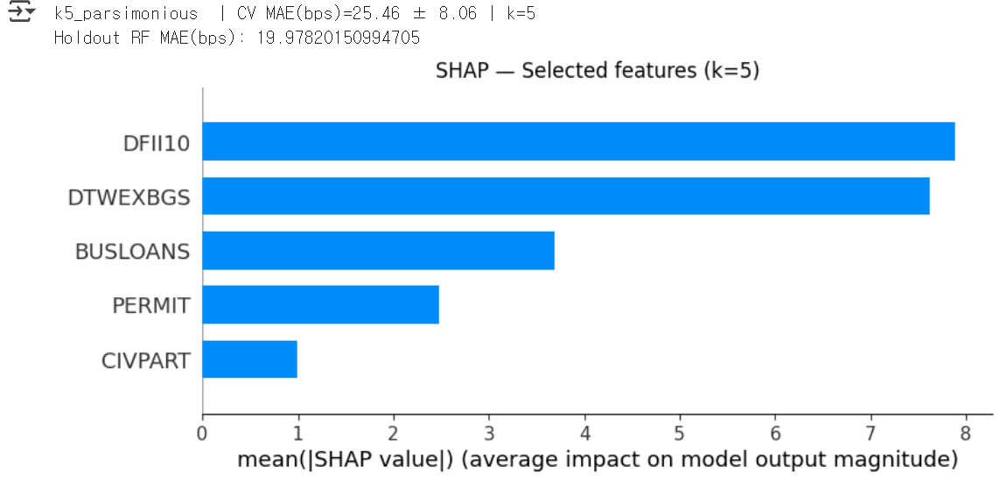 k5_parsimonious | CV MAE(bps)=25.46 ± 8.06 | k=5
Holdout RF MAE(bps): 19.97820150994705
SHAP — Selected features (k=5)
DFII10
DTWEXBGS
BUSLOANS
PERMIT
CIVPART
0 1 2 3 4 5 6 7 8
mean(|SHAP value|) (average impact on model output magnitude)